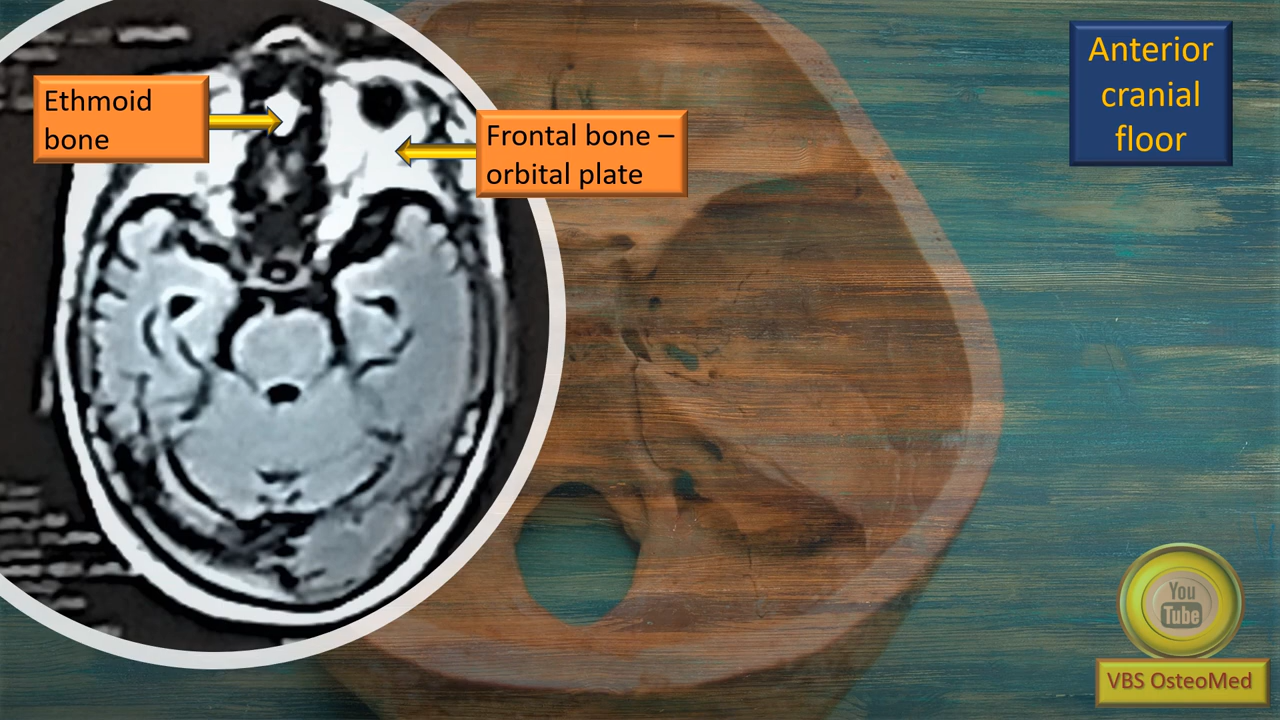 Anterior
cranial
floor
Ethmoid
bone
Frontal bone –
orbital plate
You
Tube
VBS OsteoMed